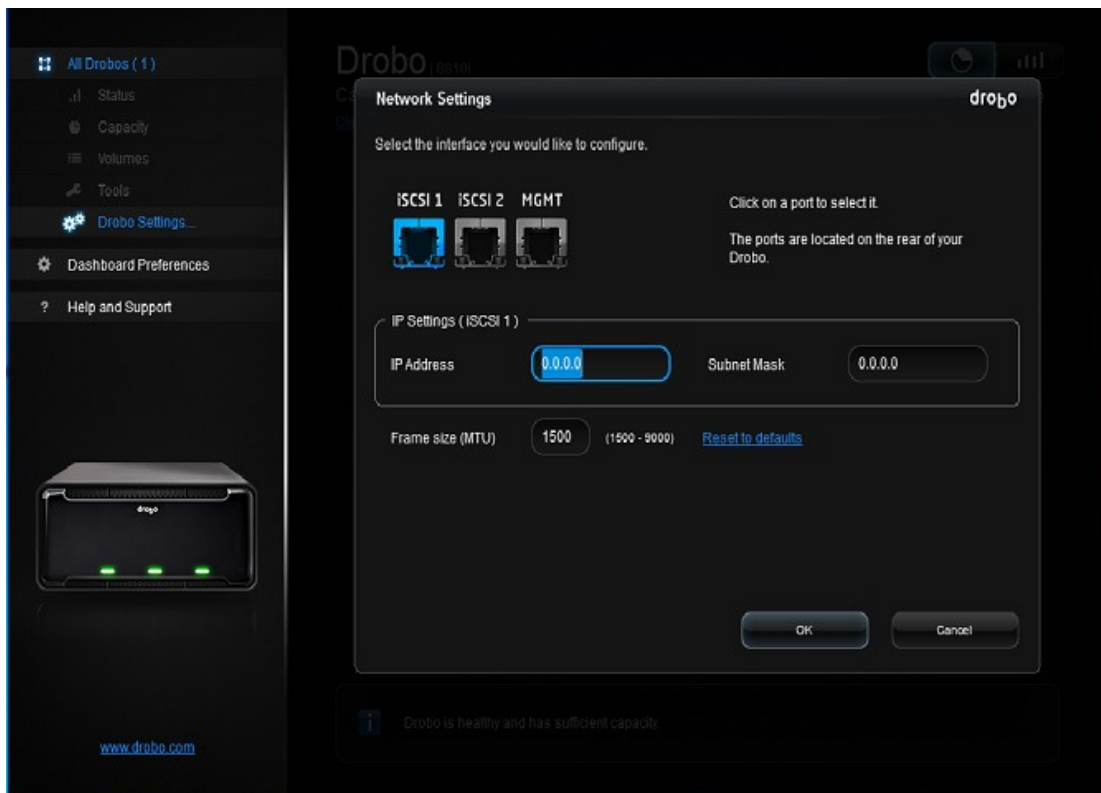 All Drobos ( 1 )
Status
Capacity
Volumes
Tools
Drobo Settings...
Dashboard Preferences
Help and Support
drobo
www.drobo.com
Drobo (B810i
Network Settings
drobo
Select the interface you would like to configure.
iSCSI 1 iSCSI 2 MGMT
Click on a port to select it.
The ports are located on the rear of your
Drobo.
IP Settings ( iSCSI 1 )
IP Address 0.0.0.0 Subnet Mask 0.0.0.0
Frame size (MTU) 1500 (1500 - 9000) Reset to defaults
OK Cancel
Drobo is healthy and has sufficient capacity.